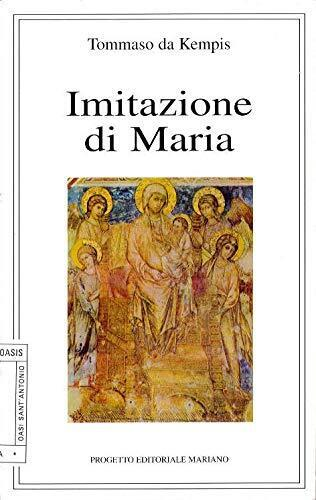 Tommaso da Kempis
Imitazione
di Maria
OASIS
OASI SANT'ANTONIO
A •
PROGETTO EDITORIALE MARIANO